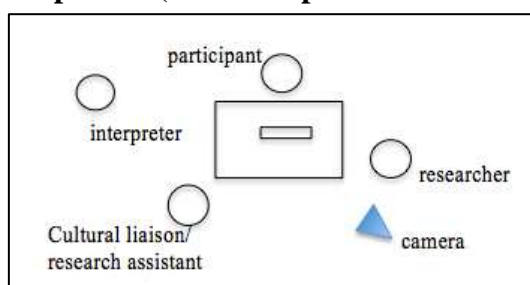 participant
interpreter
researcher
Cultural liaison/
research assistant
camera